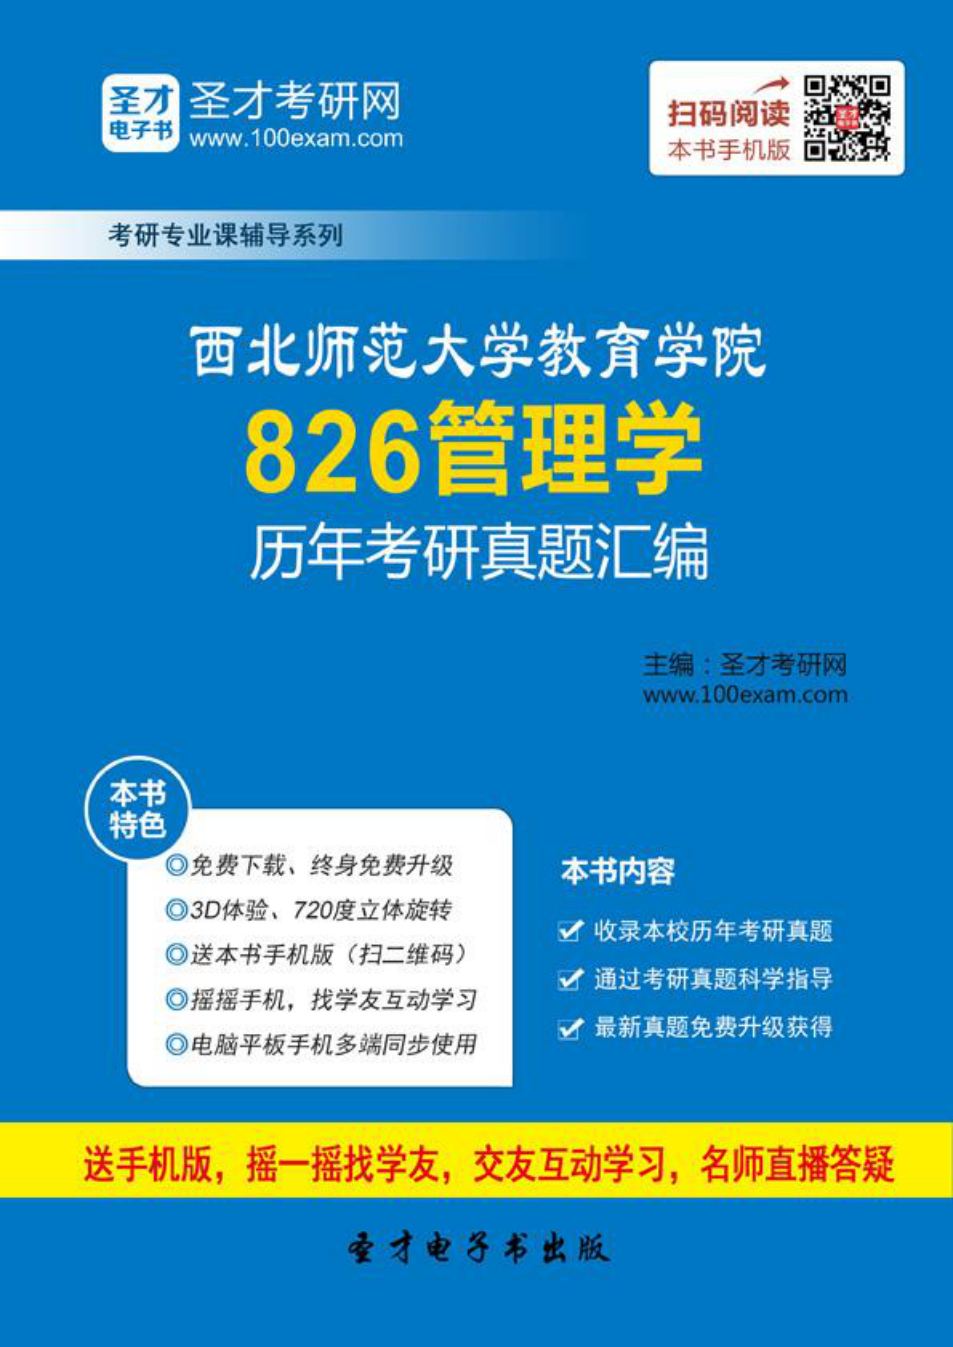 圣才
电子书
圣才考研网
www.100exam.com
扫码阅读
本书手机版
圣才
电子书
考研专业课辅导系列
西北师范大学教育学院
826管理学
历年考研真题汇编
主编：圣才考研网
www.100exam.com
本书
特色
◎免费下载、终身免费升级
◎3D体验、720度立体旋转
◎送本书手机版（扫二维码）
◎摇摇手机，找学友互动学习
◎电脑平板手机多端同步使用
本书内容
收录本校历年考研真题
通过考研真题科学指导
最新真题免费升级获得
送手机版，摇一摇找学友，交友互动学习，名师直播答疑
圣才电子书出版